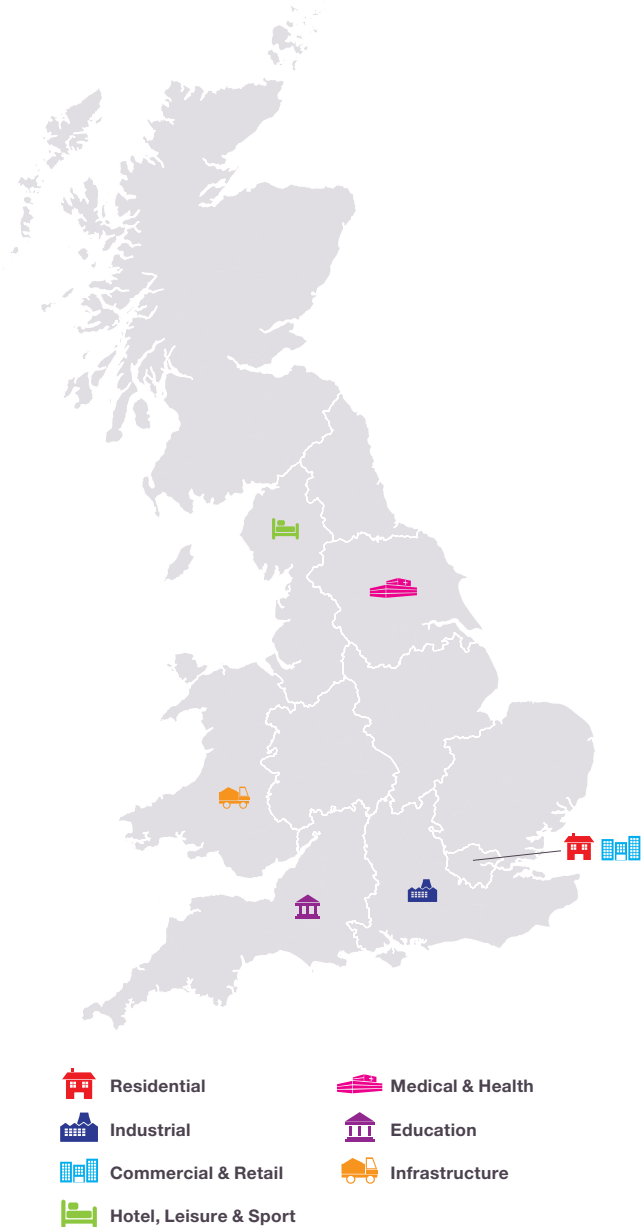 Residential
Industrial
Commercial & Retail
Hotel, Leisure & Sport
Medical & Health
Education
Infrastructure